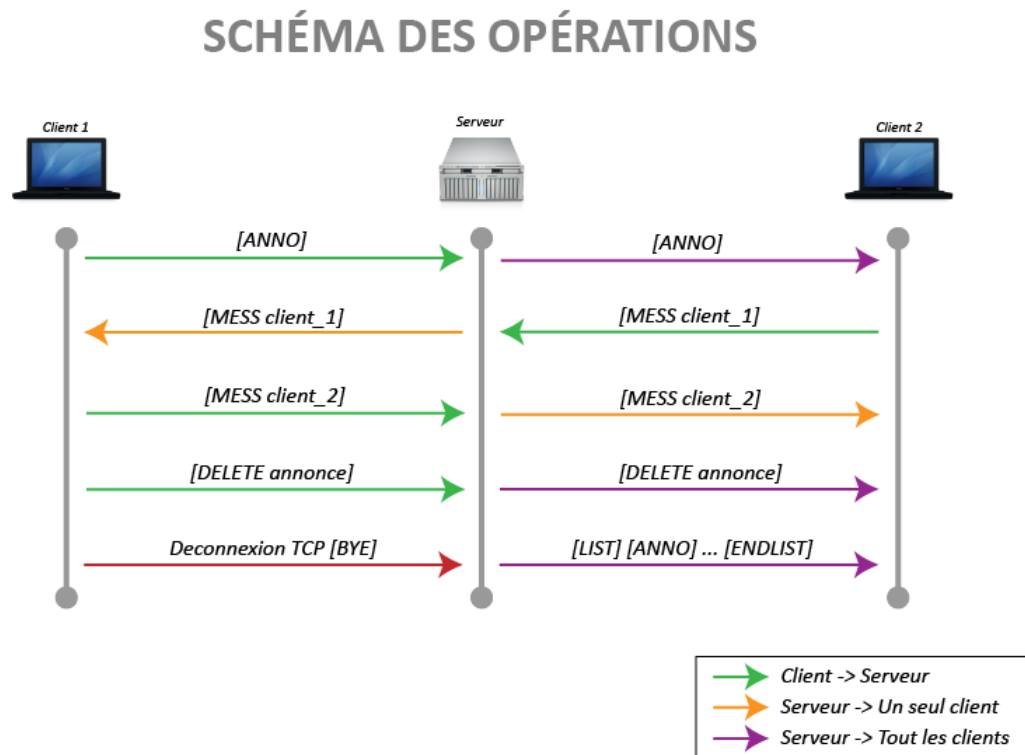 SCHÉMA DES OPÉRATIONS
Client 1
Serveur
Client 2
[ANNO]
[ANNO]
[MESS client_1]
[MESS client_1]
[MESS client_2]
[MESS client_2]
[DELETE annonce]
[DELETE annonce]
Deconnexion TCP [BYE]
[LIST] [ANNO] ... [ENDLIST]
Client -> Serveur
Serveur -> Un seul client
Serveur -> Tout les clients